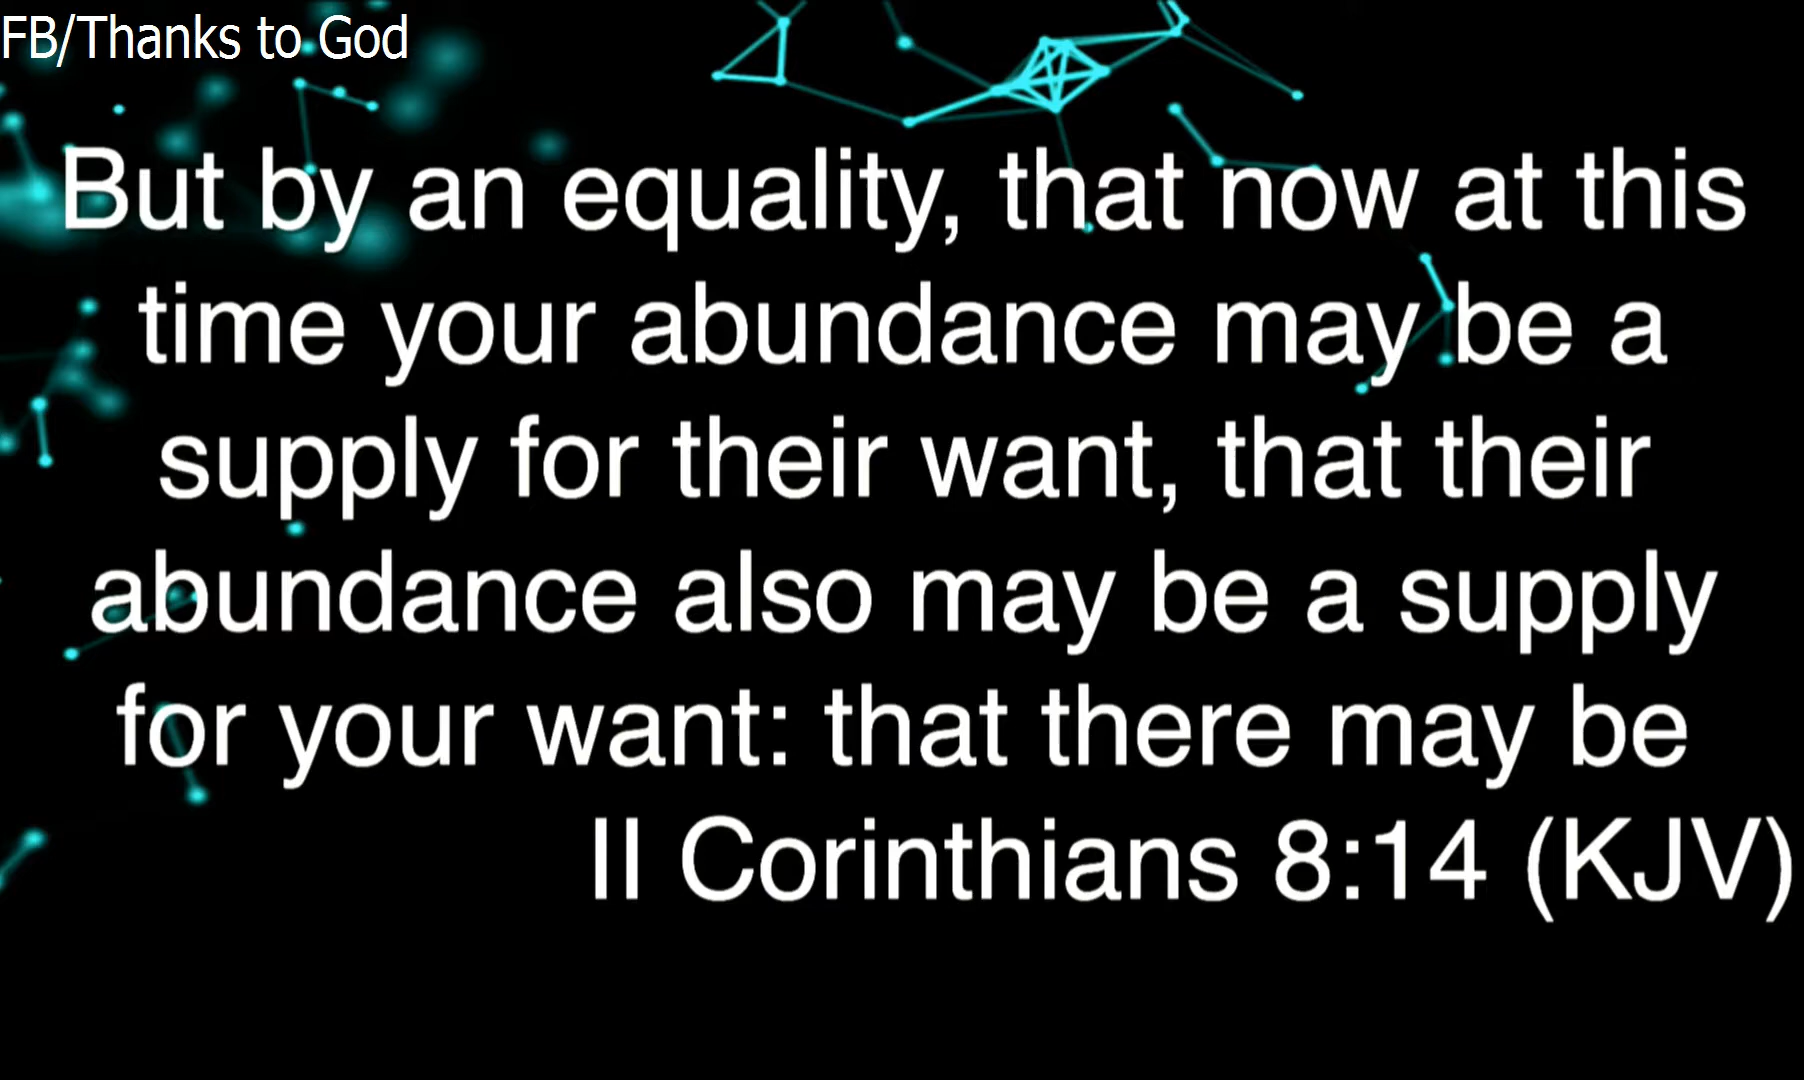 FB/Thanks to God
But by an equality, that now at this
time your abundance may be a
supply for their want, that their
abundance also may be a supply
for your want: that there may be
II Corinthians 8:14 (KJV)